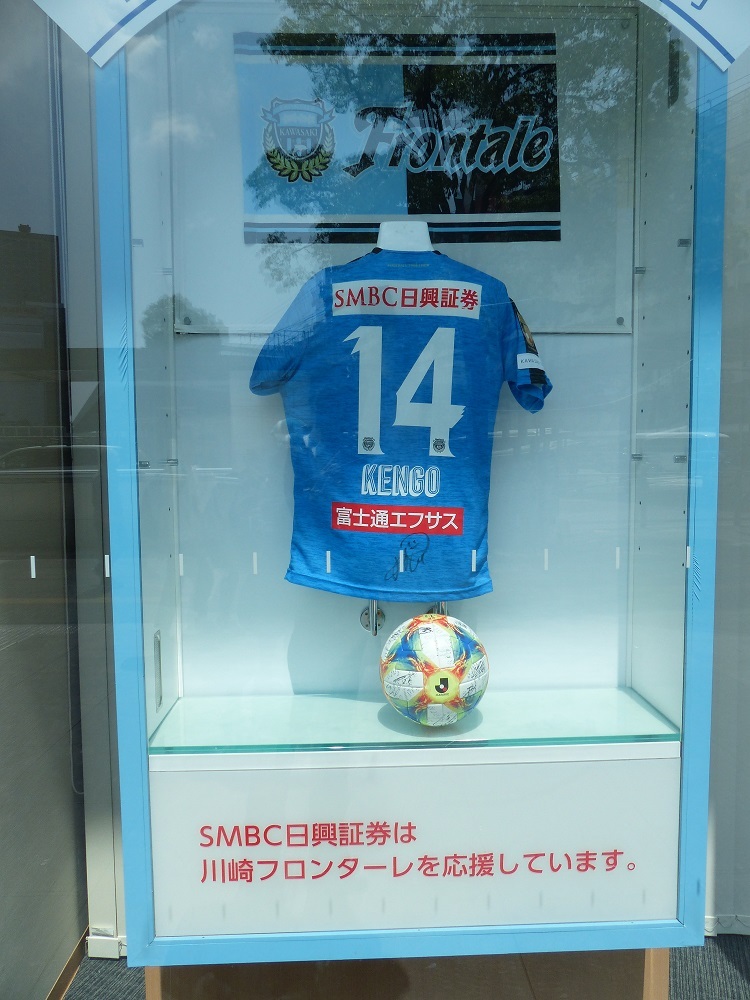 KAWASAKI
Frontale
SMBC日興証券
14
KENGO
富士通エフサス
J
SMBC日興証券は
川崎フロンターレを応援しています。